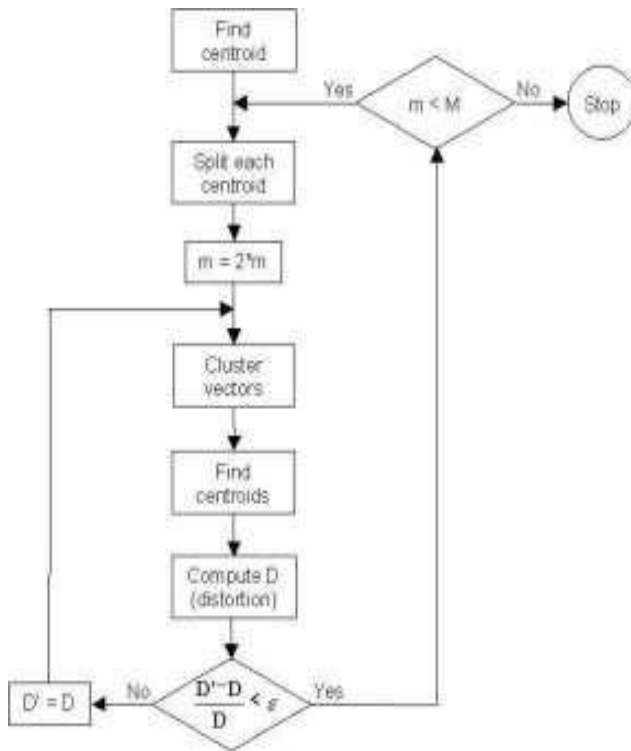 Find
centroid
Yes
m < M
No
Stop
Split each
centroid
m = 2*m
Cluster
vectors
Find
centroids
Compute D
(distortion)
D' = D
No
D'-D
D
< ε
Yes